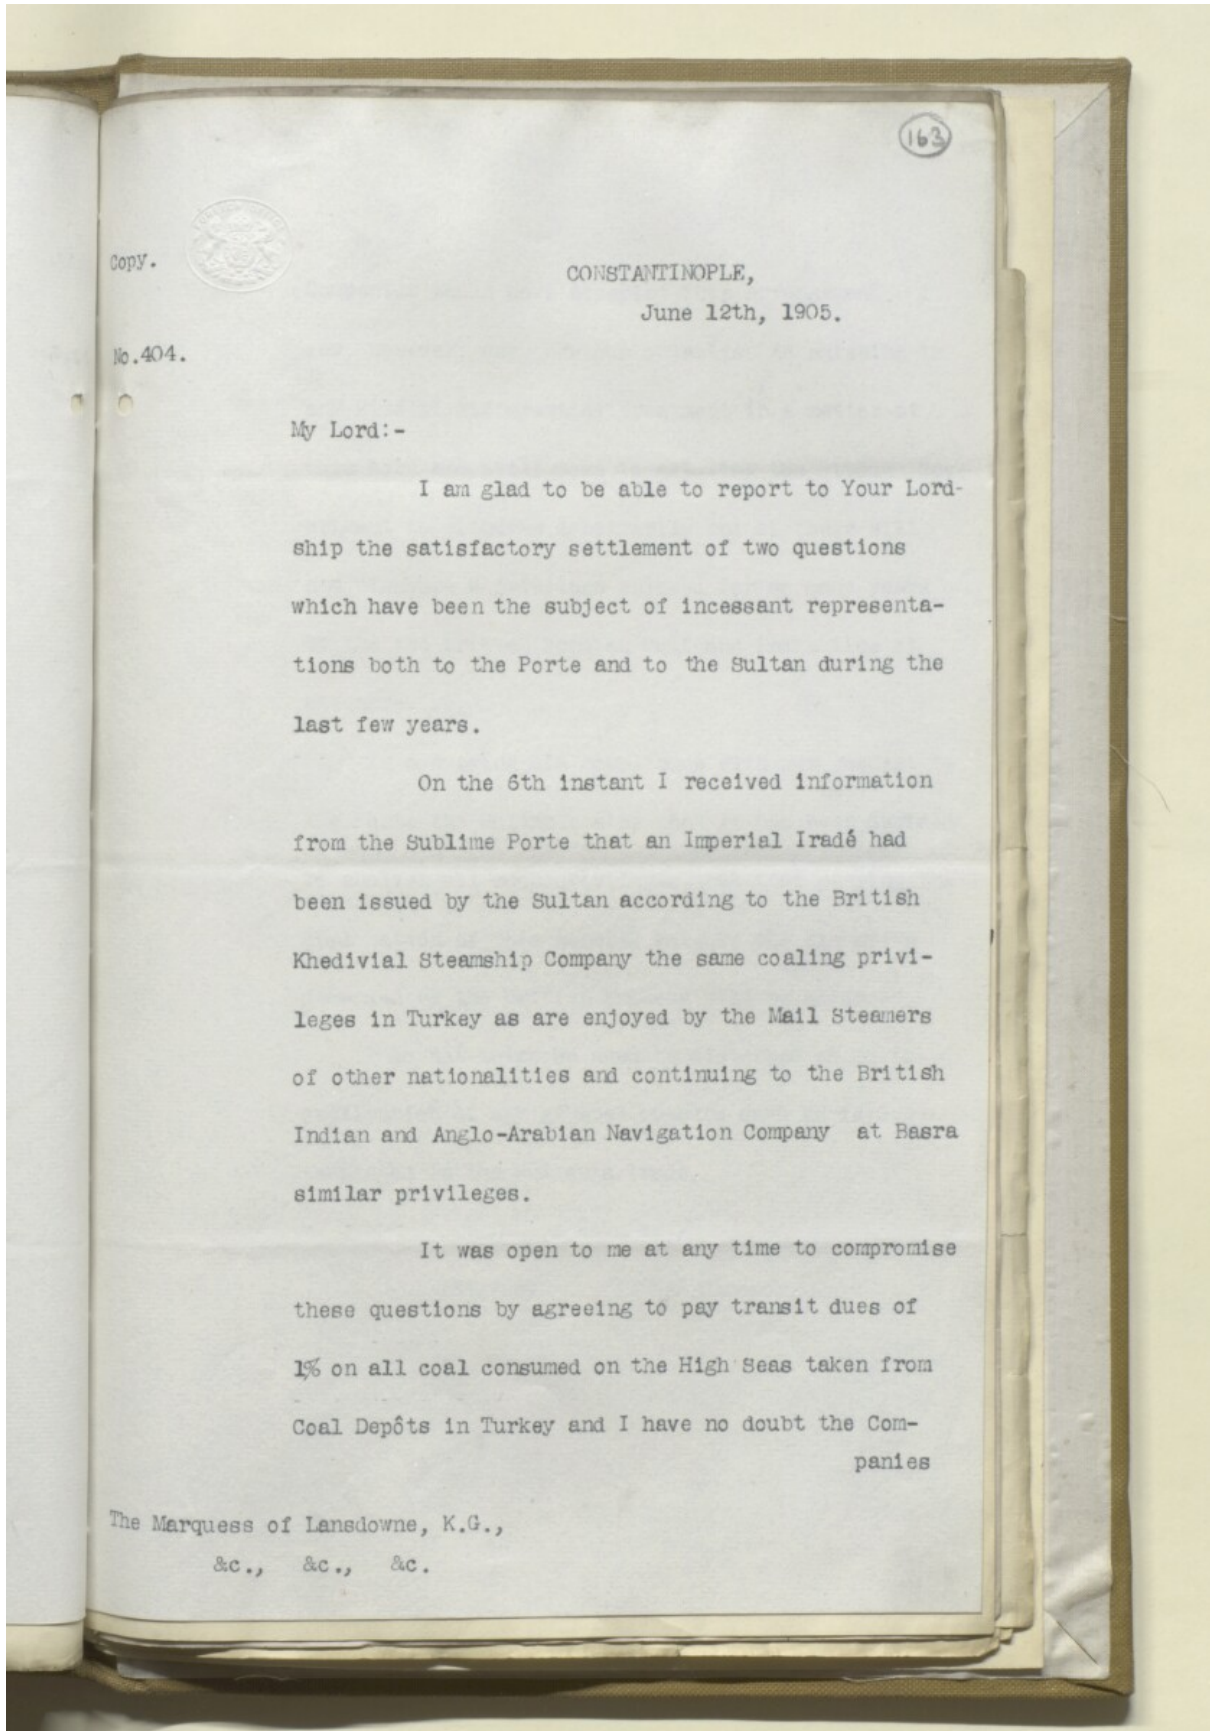 163
Copy.
CONSTANTINOPLE,
June 12th, 1905.
No.404.
My Lord:-
I am glad to be able to report to Your Lord-
ship the satisfactory settlement of two questions
which have been the subject of incessant representa-
tions both to the Porte and to the Sultan during the
last few years.
On the 6th instant I received information
from the Sublime Porte that an Imperial Iradé had
been issued by the Sultan according to the British
Khedivial Steamship Company the same coaling privi-
leges in Turkey as are enjoyed by the Mail Steamers
of other nationalities and continuing to the British
Indian and Anglo-Arabian Navigation Company at Basra
similar privileges.
It was open to me at any time to compromise
these questions by agreeing to pay transit dues of
1% on all coal consumed on the High Seas taken from
Coal Depôts in Turkey and I have no doubt the Com-
panies
The Marquess of Lansdowne, K.G.,
&c., &c., &c.